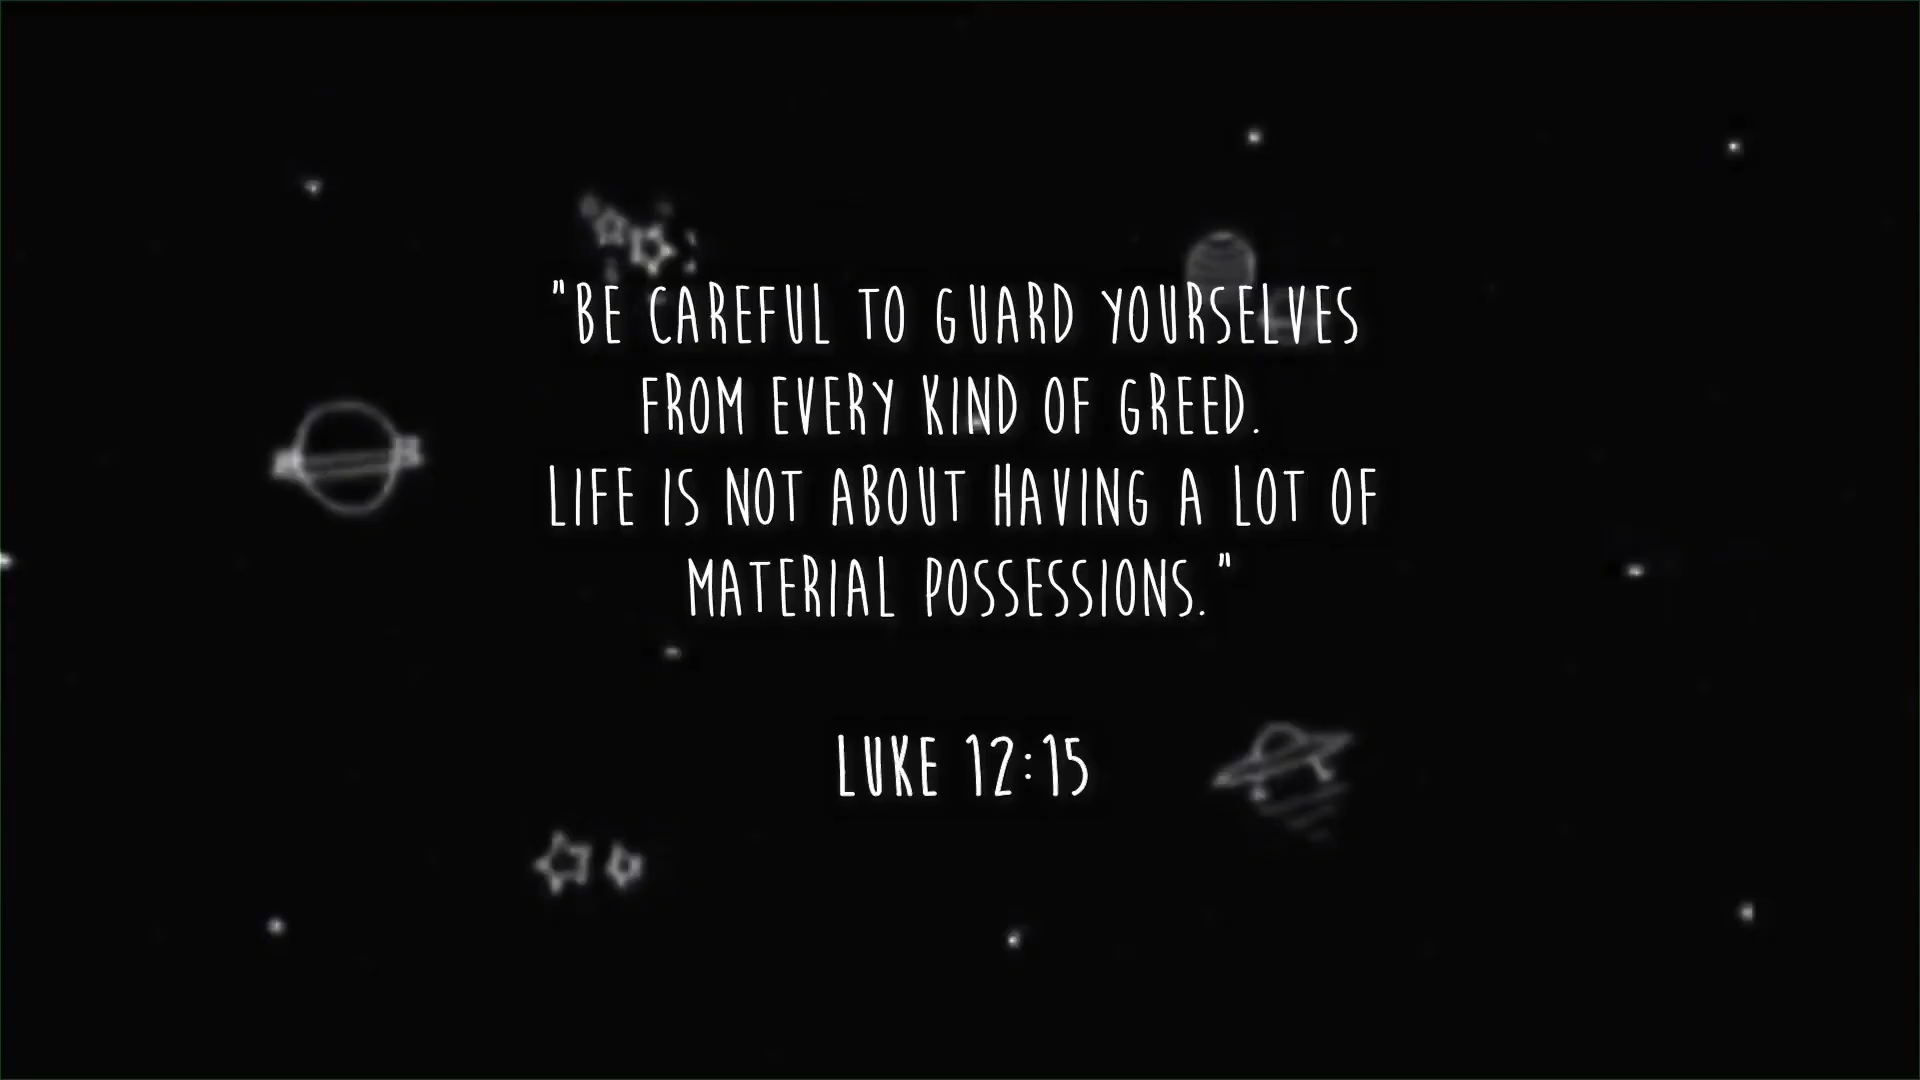 "BE CAREFUL TO GUARD YOURSELVES
FROM EVERY KIND OF GREED.
LIFE IS NOT ABOUT HAVING A LOT OF
MATERIAL POSSESSIONS."
LUKE 12:15